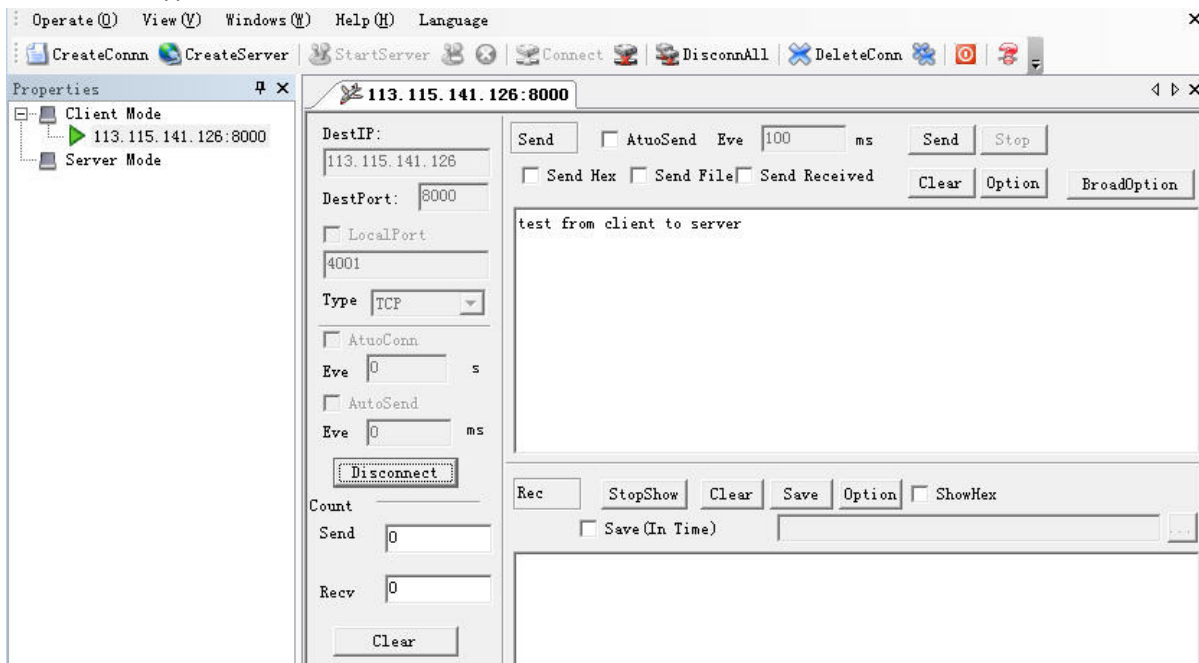 Operate(O) View(V) Windows(W) Help(H) Language
CreateConnn CreateServer StartServer Connect DisconnAll DeleteConn
Properties
Client Mode
113.115.141.126:8000
Server Mode
113.115.141.126:8000
DestIP:
113.115.141.126
DestPort: 8000
LocalPort
4001
Type TCP
AtuoConn
Eve 0 s
AutoSend
Eve 0 ms
Disconnect
Count
Send 0
Recv 0
Clear
Send AtuoSend Eve 100 ms Send Stop
Send Hex Send File Send Received Clear Option BroadOption
test from client to server
Rec StopShow Clear Save Option ShowHex
Save(In Time) ...